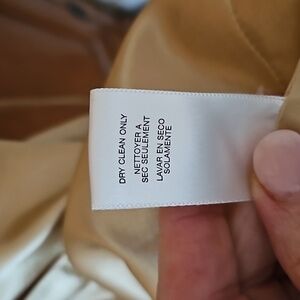 DRY CLEAN ONLY
NETTOYER A
SEC SEULEMENT
LAVAR EN SECO
SOLAMENTE